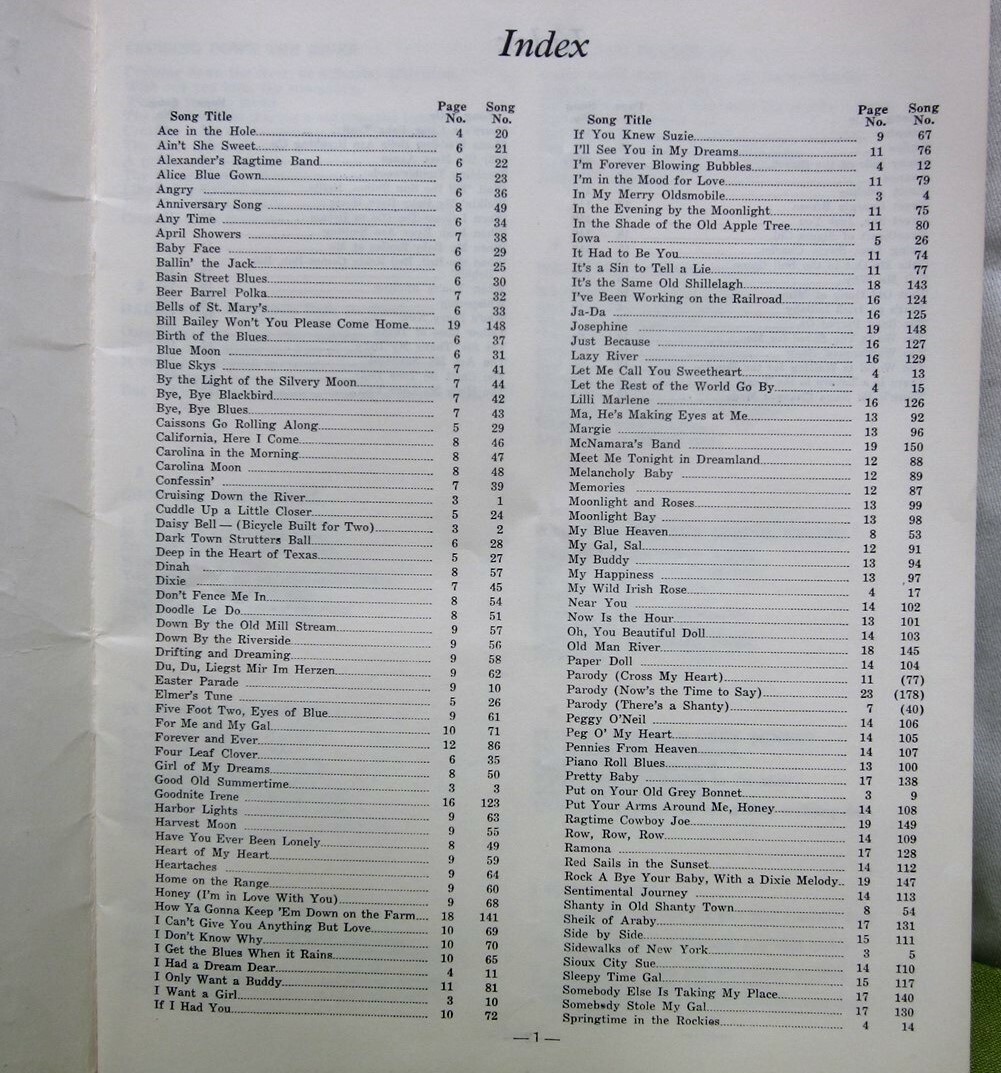 Index
Song Title Page No. Song No.
Ace in the Hole 4 20
Ain't She Sweet 6 21
Alexander's Ragtime Band 6 22
Alice Blue Gown 5 23
Angry 6 36
Anniversary Song 8 49
Any Time 6 34
April Showers 7 38
Baby Face 6 29
Ballin' the Jack 6 25
Basin Street Blues 6 30
Beer Barrel Polka 7 32
Bells of St. Mary's 6 33
Bill Bailey Won't You Please Come Home 19 148
Birth of the Blues 6 37
Blue Moon 6 31
Blue Skys 7 41
By the Light of the Silvery Moon 7 44
Bye, Bye Blackbird 7 42
Bye, Bye Blues 7 43
Caissons Go Rolling Along 5 29
California, Here I Come 8 46
Carolina in the Morning 8 47
Carolina Moon 8 48
Confessin' 7 39
Cruising Down the River 3 1
Cuddle Up a Little Closer 5 24
Daisy Bell — (Bicycle Built for Two) 3 2
Dark Town Strutters Ball 6 28
Deep in the Heart of Texas 5 27
Dinah 8 57
Dixie 7 45
Don't Fence Me In 8 54
Doodle Le Do 8 51
Down By the Old Mill Stream 9 57
Down By the Riverside 9 56
Drifting and Dreaming 9 58
Du, Du, Liegst Mir Im Herzen 9 62
Easter Parade 9 10
Elmer's Tune 5 26
Five Foot Two, Eyes of Blue 9 61
For Me and My Gal 10 71
Forever and Ever 12 86
Four Leaf Clover 6 35
Girl of My Dreams 8 50
Good Old Summertime 3 3
Goodnite Irene 16 123
Harbor Lights 9 63
Harvest Moon 9 55
Have You Ever Been Lonely 8 49
Heart of My Heart 9 59
Heartaches 9 64
Home on the Range 9 60
Honey (I'm in Love With You) 9 68
How Ya Gonna Keep 'Em Down on the Farm 18 141
I Can't Give You Anything But Love 10 69
I Don't Know Why 10 70
I Get the Blues When it Rains 10 65
I Had a Dream Dear 4 11
I Only Want a Buddy 11 81
I Want a Girl 3 10
If I Had You 10 72
Song Title Page No. Song No.
If You Knew Suzie 9 67
I'll See You in My Dreams 11 76
I'm Forever Blowing Bubbles 4 12
I'm in the Mood for Love 11 79
In My Merry Oldsmobile 3 4
In the Evening by the Moonlight 11 75
In the Shade of the Old Apple Tree 11 80
Iowa 5 26
It Had to Be You 11 74
It's a Sin to Tell a Lie 11 77
It's the Same Old Shillelagh 18 143
I've Been Working on the Railroad 16 124
Ja-Da 16 125
Josephine 19 148
Just Because 16 127
Lazy River 16 129
Let Me Call You Sweetheart 4 13
Let the Rest of the World Go By 4 15
Lilli Marlene 16 126
Ma, He's Making Eyes at Me 13 92
Margie 13 96
McNamara's Band 19 150
Meet Me Tonight in Dreamland 12 88
Melancholy Baby 12 89
Memories 12 87
Moonlight and Roses 13 99
Moonlight Bay 13 98
My Blue Heaven 8 53
My Gal, Sal 12 91
My Buddy 13 94
My Happiness 13 97
My Wild Irish Rose 4 17
Near You 14 102
Now Is the Hour 13 101
Oh, You Beautiful Doll 14 103
Old Man River 18 145
Paper Doll 14 104
Parody (Cross My Heart) 11 (77)
Parody (Now's the Time to Say) 23 (178)
Parody (There's a Shanty) 7 (40)
Peggy O'Neil 14 106
Peg O' My Heart 14 105
Pennies From Heaven 14 107
Piano Roll Blues 13 100
Pretty Baby 17 138
Put on Your Old Grey Bonnet 3 9
Put Your Arms Around Me, Honey 14 108
Ragtime Cowboy Joe 19 149
Row, Row, Row 14 109
Ramona 17 128
Red Sails in the Sunset 14 112
Rock A Bye Your Baby, With a Dixie Melody 19 147
Sentimental Journey 14 113
Shanty in Old Shanty Town 8 54
Sheik of Araby 17 131
Side by Side 15 111
Sidewalks of New York 3 5
Sioux City Sue 14 110
Sleepy Time Gal 15 117
Somebody Else Is Taking My Place 17 140
Somebody Stole My Gal 17 130
Springtime in the Rockies 4 14
— 1 —